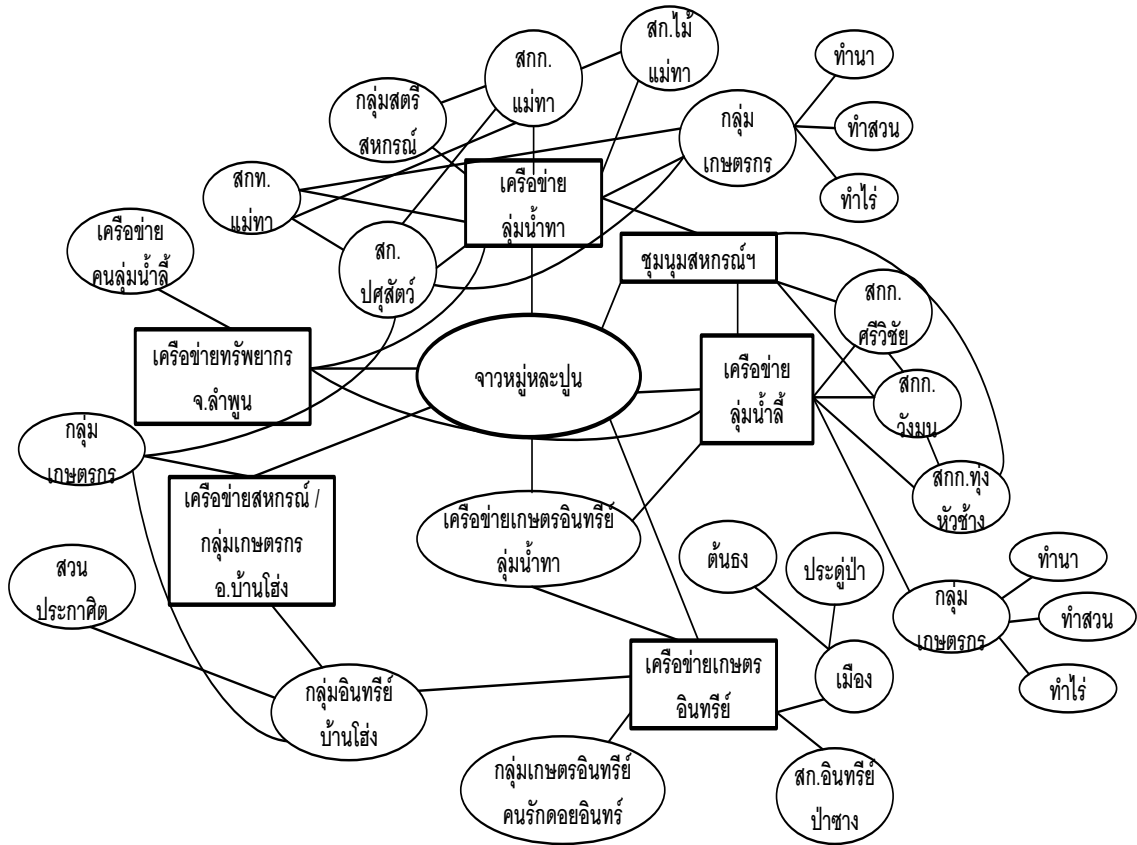 สก.ไม้
แม่ทา
สกก.
แม่ทา
ทำนา
กลุ่มสตรี
สหกรณ์
กลุ่ม
เกษตรกร
ทำสวน
สกท.
แม่ทา
เครือข่าย
ลุ่มน้ำทา
ทำไร่
เครือข่าย
คนลุ่มน้ำลี้
สก.
ปศุสัตว์
ชุมนุมสหกรณ์ฯ
สกก.
ศรีวิชัย
เครือข่ายทรัพยากร
จ.ลำพูน
จาวหมู่หละปูน
เครือข่าย
ลุ่มน้ำลี้
สกก.
วังมน
กลุ่ม
เกษตรกร
สกก.ทุ่ง
หัวช้าง
เครือข่ายสหกรณ์ /
กลุ่มเกษตรกร
อ.บ้านโฮ่ง
เครือข่ายเกษตรอินทรีย์
ลุ่มน้ำทา
ต้นธง
ประดู่ป่า
ทำนา
สวน
ประกาศิต
กลุ่ม
เกษตรกร
ทำสวน
เครือข่ายเกษตร
อินทรีย์
เมือง
ทำไร่
กลุ่มอินทรีย์
บ้านโฮ่ง
กลุ่มเกษตรอินทรีย์
คนรักดอยอินทร์
สก.อินทรีย์
ป่าซาง